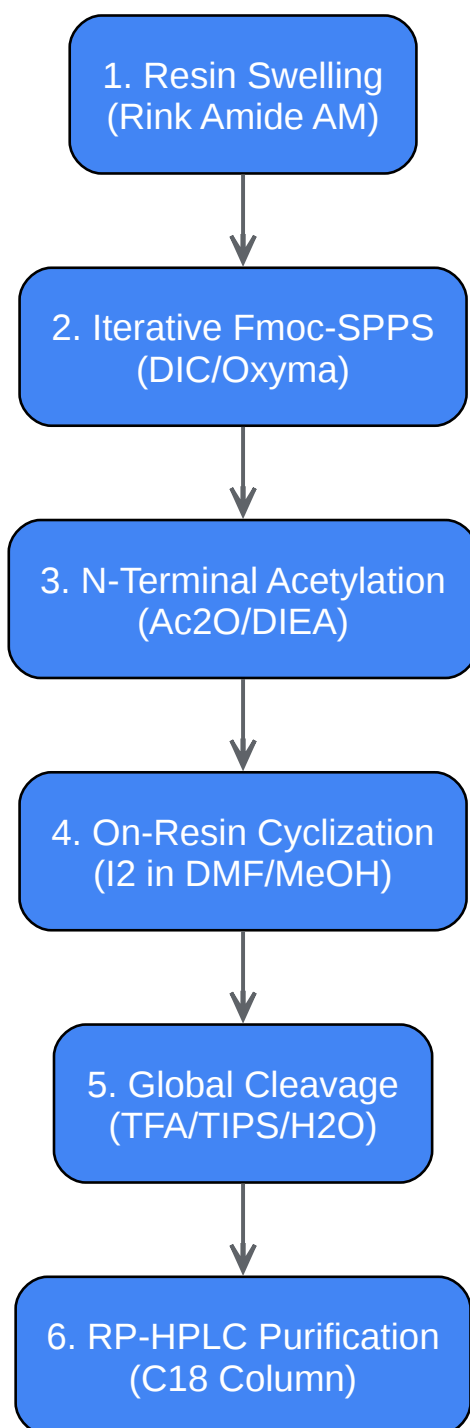 1. Resin Swelling
(Rink Amide AM)
2. Iterative Fmoc-SPPS
(DIC/Oxyma)
3. N-Terminal Acetylation
(Ac2O/DIEA)
4. On-Resin Cyclization
(I2 in DMF/MeOH)
5. Global Cleavage
(TFA/TIPS/H2O)
6. RP-HPLC Purification
(C18 Column)